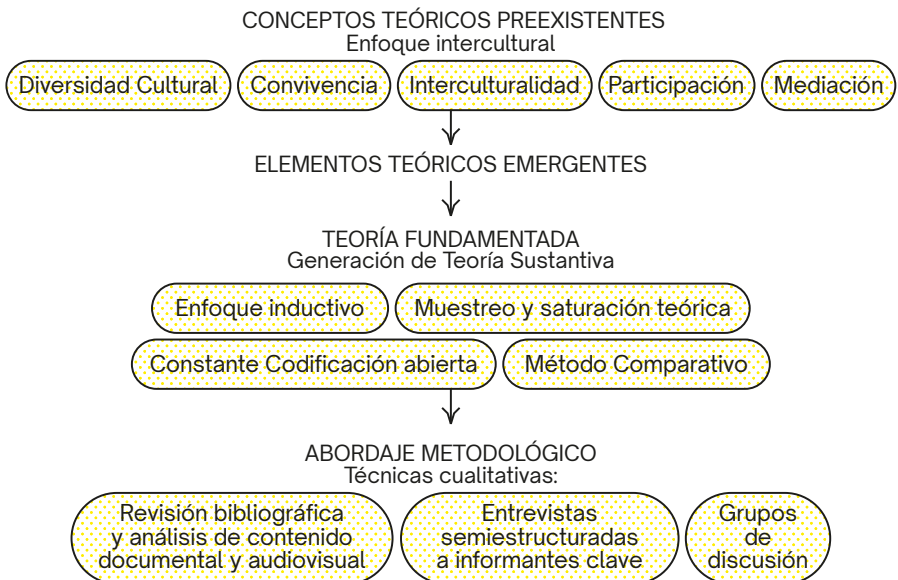 CONCEPTOS TEÓRICOS PREEXISTENTES
Enfoque intercultural
Diversidad Cultural Convivencia Interculturalidad Participación Mediación
ELEMENTOS TEÓRICOS EMERGENTES
TEORÍA FUNDAMENTADA
Generación de Teoría Sustantiva
Enfoque inductivo Muestreo y saturación teórica
Constante Codificación abierta Método Comparativo
ABORDAJE METODOLÓGICO
Técnicas cualitativas:
Revisión bibliográfica
y análisis de contenido
documental y audiovisual
Entrevistas
semiestructuradas
a informantes clave
Grupos
de
discusión